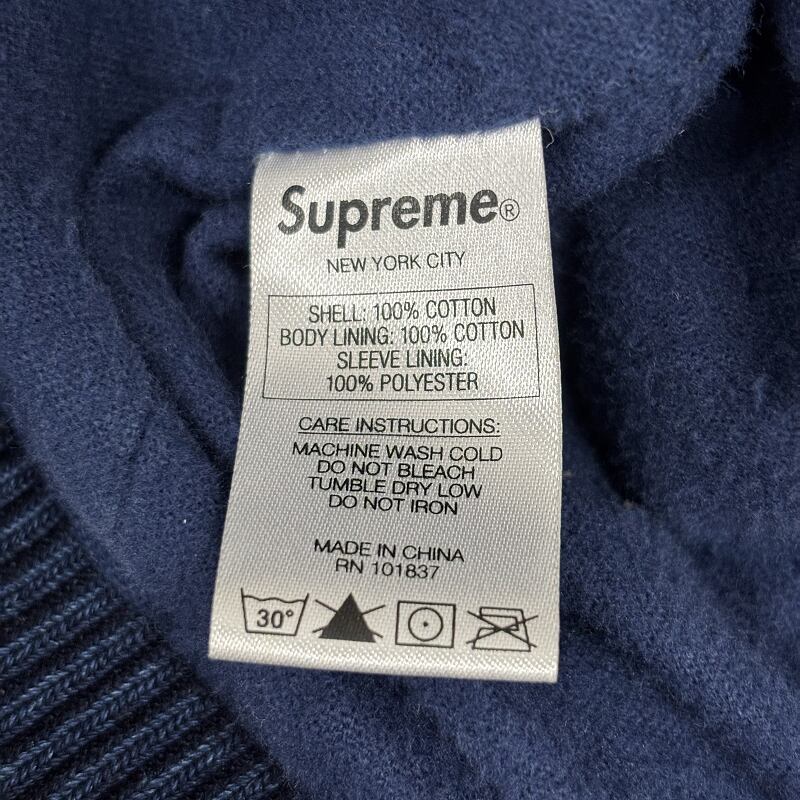 Supreme®
NEW YORK CITY
SHELL: 100% COTTON
BODY LINING: 100% COTTON
SLEEVE LINING:
100% POLYESTER
CARE INSTRUCTIONS:
MACHINE WASH COLD
DO NOT BLEACH
TUMBLE DRY LOW
DO NOT IRON
MADE IN CHINA
RN 101837
30°